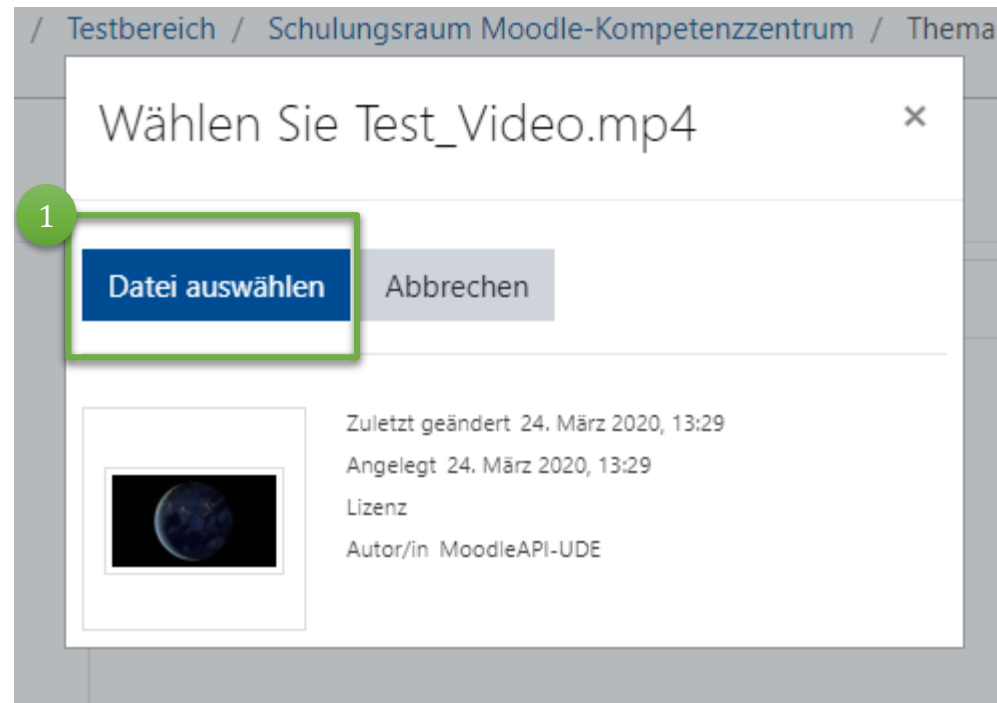 / Testbereich / Schulungsraum Moodle-Kompetenzzentrum / Thema
Wählen Sie Test_Video.mp4 ×
1
Datei auswählen Abbrechen
Zuletzt geändert 24. März 2020, 13:29
Angelegt 24. März 2020, 13:29
Lizenz
Autor/in MoodleAPI-UDE